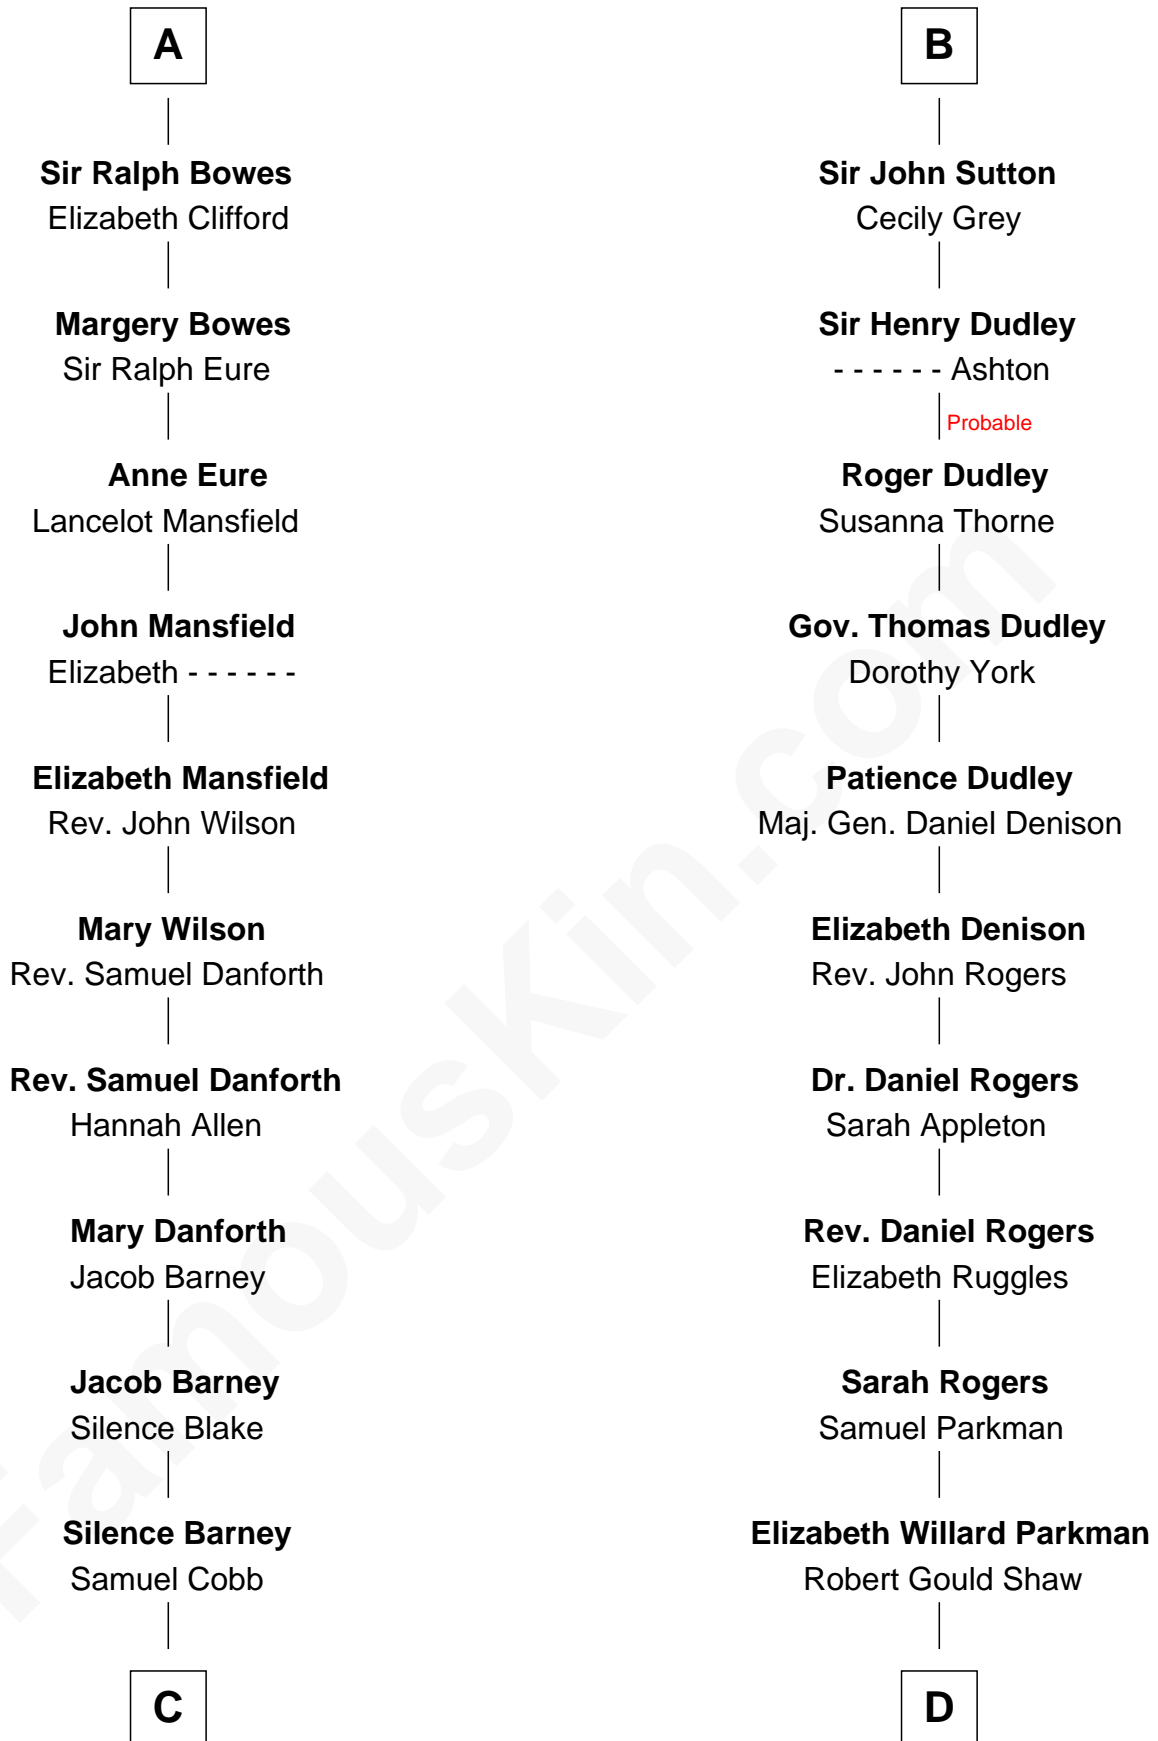 A
Sir Ralph Bowes
Elizabeth Clifford
Margery Bowes
Sir Ralph Eure
Anne Eure
Lancelot Mansfield
John Mansfield
Elizabeth - - - - - -
Elizabeth Mansfield
Rev. John Wilson
Mary Wilson
Rev. Samuel Danforth
Rev. Samuel Danforth
Hannah Allen
Mary Danforth
Jacob Barney
Jacob Barney
Silence Blake
Silence Barney
Samuel Cobb
C
B
Sir John Sutton
Cecily Grey
Sir Henry Dudley
- - - - - - Ashton
Probable
Roger Dudley
Susanna Thorne
Gov. Thomas Dudley
Dorothy York
Patience Dudley
Maj. Gen. Daniel Denison
Elizabeth Denison
Rev. John Rogers
Dr. Daniel Rogers
Sarah Appleton
Rev. Daniel Rogers
Elizabeth Ruggles
Sarah Rogers
Samuel Parkman
Elizabeth Willard Parkman
Robert Gould Shaw
D
FamousKin.com